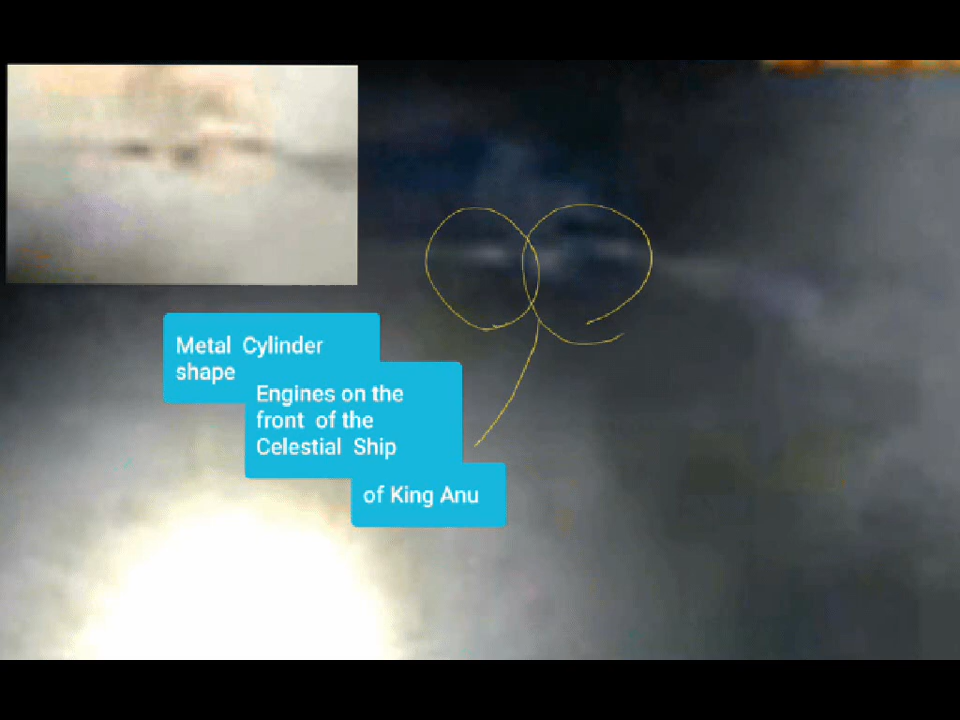 Metal Cylinder
shape
Engines on the
front of the
Celestial Ship
of King Anu